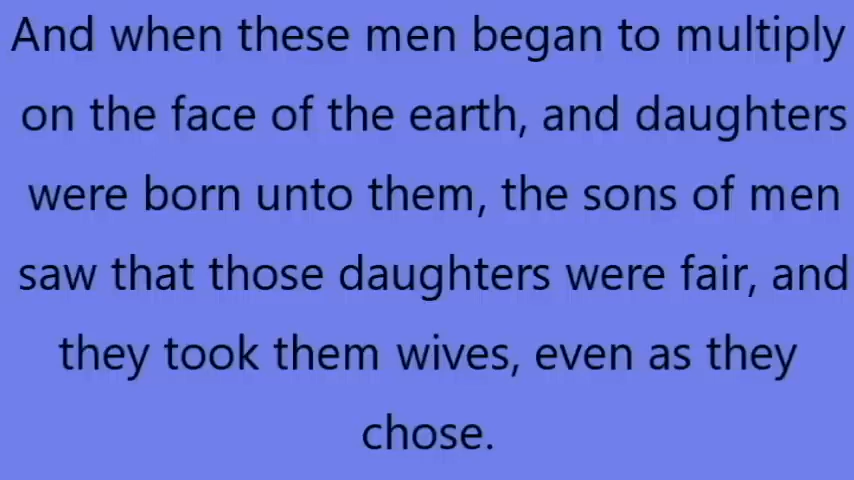 And when these men began to multiply
on the face of the earth, and daughters
were born unto them, the sons of men
saw that those daughters were fair, and
they took them wives, even as they
chose.